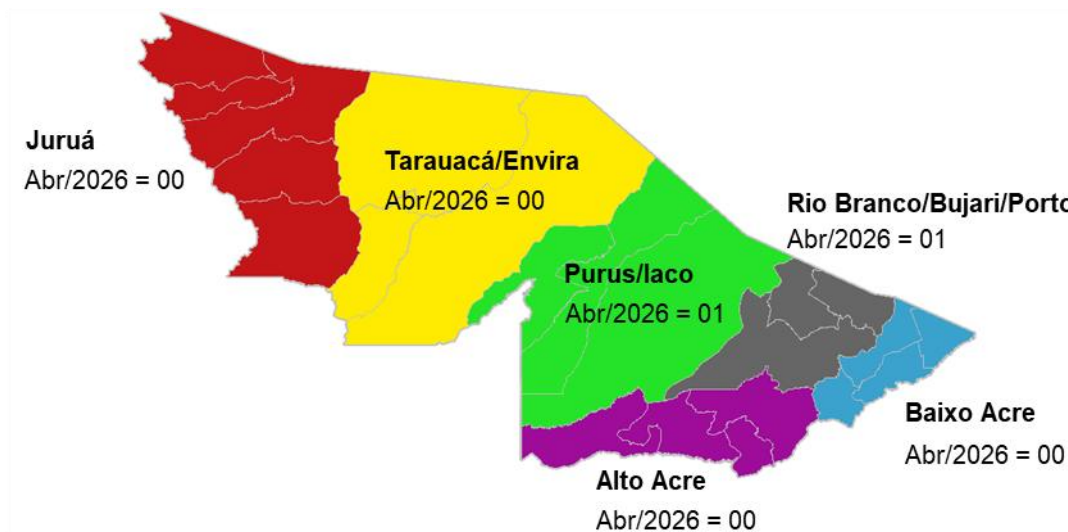 Juruá
Abr/2026 = 00
Tarauacá/Envira
Abr/2026 = 00
Rio Branco/Bujari/Porto
Abr/2026 = 01
Purus/Iaco
Abr/2026 = 01
Baixo Acre
Abr/2026 = 00
Alto Acre
Abr/2026 = 00